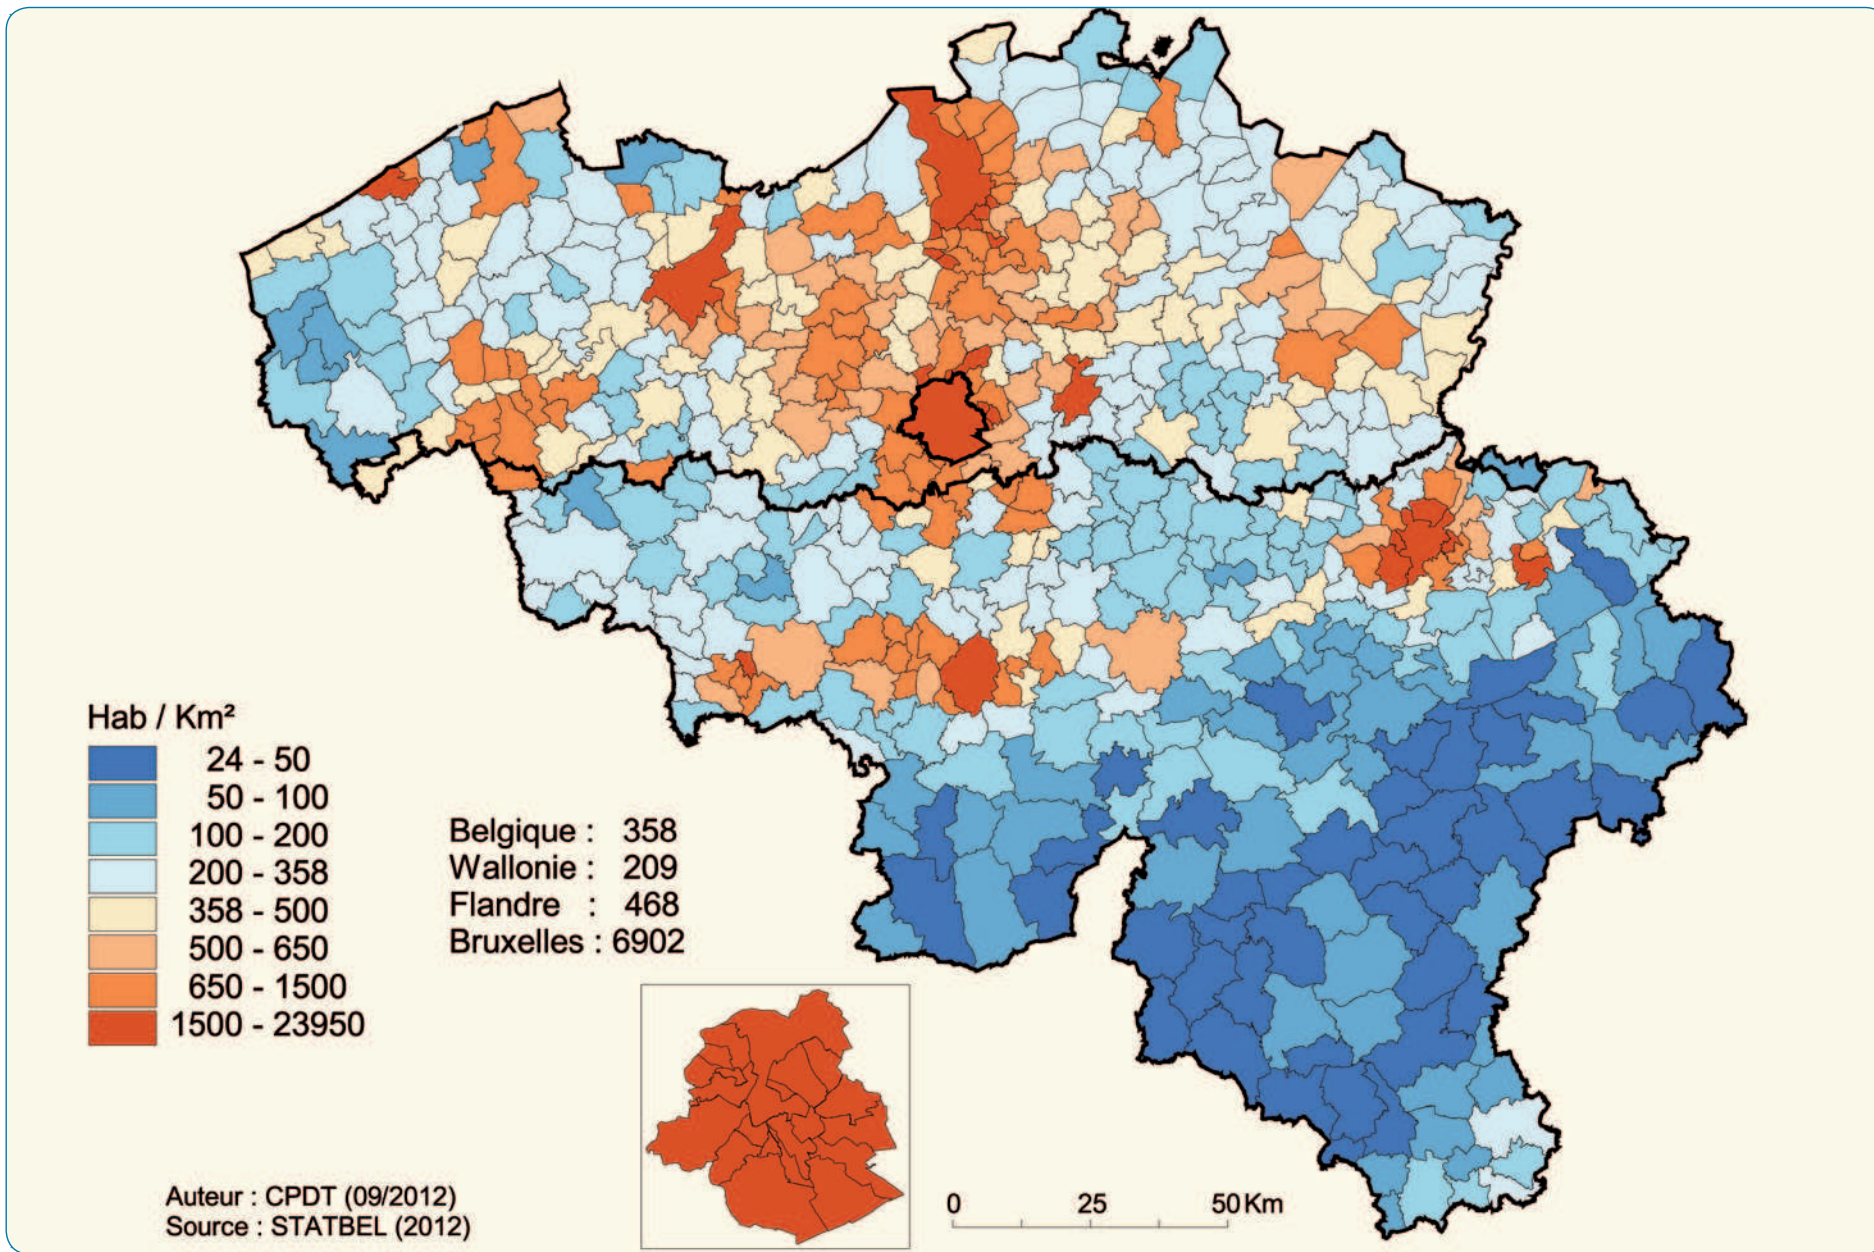 Hab / Km²
24 - 50
50 - 100
100 - 200
200 - 358
358 - 500
500 - 650
650 - 1500
1500 - 23950
Belgique : 358
Wallonie : 209
Flandre : 468
Bruxelles : 6902
Auteur : CPDT (09/2012)
Source : STATBEL (2012)
0 25 50 Km